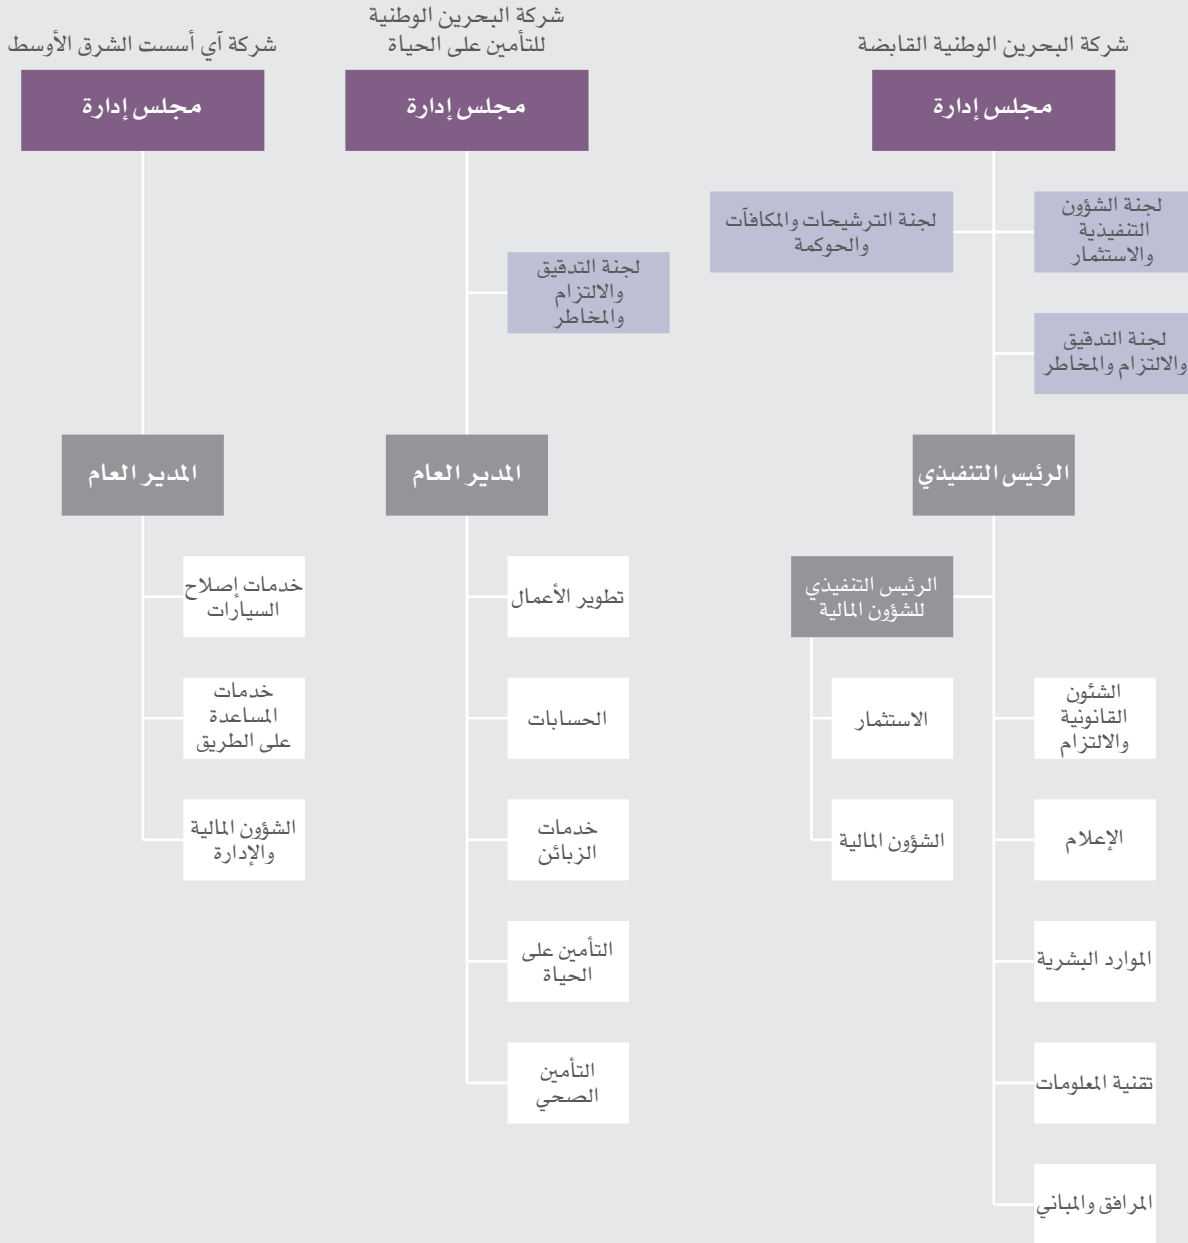 شركة البحرين الوطنية القابضة
مجلس إدارة
لجنة الشؤون
التنفيذية
والاستثمار
لجنة الترشيحات والمكافآت
والحوكمة
لجنة التدقيق
والالتزام والمخاطر
الرئيس التنفيذي
الرئيس التنفيذي
للشؤون المالية
الاستثمار
الشؤون المالية
الشئون
القانونية
والالتزام
الإعلام
الموارد البشرية
تقنية المعلومات
المرافق والمباني
شركة البحرين الوطنية
للتأمين على الحياة
مجلس إدارة
لجنة التدقيق
والالتزام
والمخاطر
المدير العام
تطوير الأعمال
الحسابات
خدمات
الزبائن
التأمين على
الحياة
التأمين
الصحي
شركة آي أسست الشرق الأوسط
مجلس إدارة
المدير العام
خدمات إصلاح
السيارات
خدمات
المساعدة
على الطريق
الشؤون المالية
والإدارة